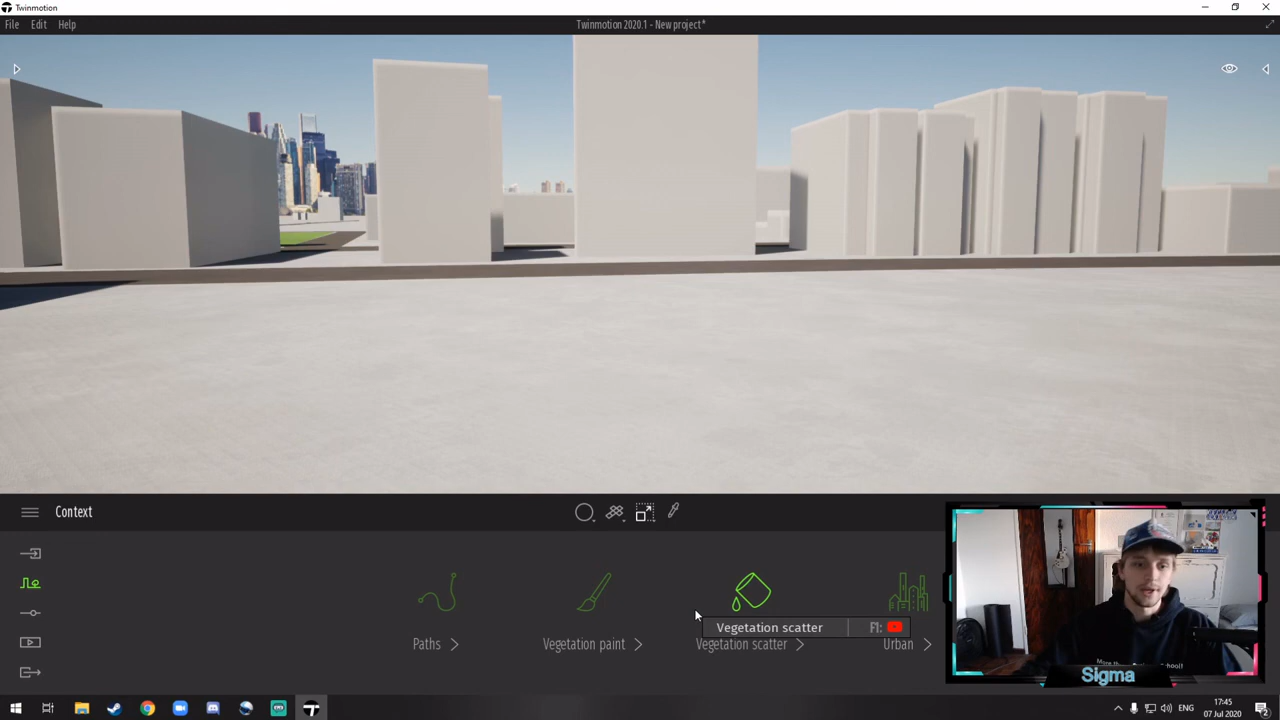 Twinmotion
File Edit Help
Twinmotion 2020.1 - New project*
Context
Vegetation scatter F1:
Paths
Vegetation paint
Vegetation scatter
Urban
Sigma
ENG
17:45
07 Jul 2020
2